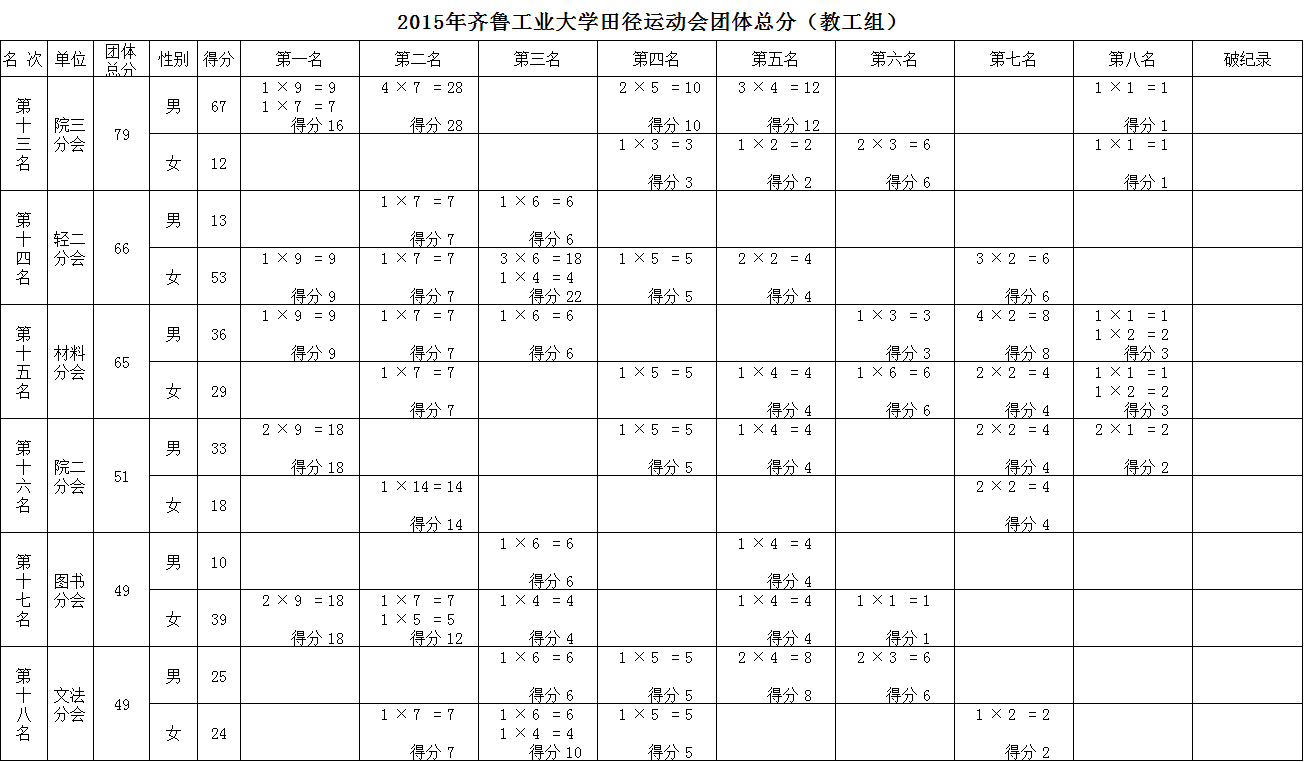 2015年齐鲁工业大学田径运动会团体总分（教工组）
名 次 单位 团体总分 性别 得分 第一名 第二名 第三名 第四名 第五名 第六名 第七名 第八名 破纪录
第十三名 院三分会 79
男 67 1×9 =9 4×7 =28 2×5 =10 3×4 =12 1×1 =1
1×7 =7
得分 16 得分 28 得分 10 得分 12 得分 1
女 12 1×3 =3 1×2 =2 2×3 =6 1×1 =1
得分 3 得分 2 得分 6 得分 1
第十四名 轻二分会 66
男 13 1×7 =7 1×6 =6
得分 7 得分 6
女 53 1×9 =9 1×7 =7 3×6 =18 1×5 =5 2×2 =4 3×2 =6
1×4 =4
得分 9 得分 7 得分 22 得分 5 得分 4 得分 6
第十五名 材料分会 65
男 36 1×9 =9 1×7 =7 1×6 =6 1×3 =3 4×2 =8 1×1 =1
1×2 =2
得分 9 得分 7 得分 6 得分 3 得分 8 得分 3
女 29 1×7 =7 1×5 =5 1×4 =4 1×6 =6 2×2 =4 1×1 =1
1×2 =2
得分 7 得分 4 得分 6 得分 4 得分 3
第十六名 院二分会 51
男 33 2×9 =18 1×5 =5 1×4 =4 2×2 =4 2×1 =2
得分 18 得分 5 得分 4 得分 4 得分 2
女 18 1×14=14 2×2 =4
得分 14 得分 4
第十七名 图书分会 49
男 10 1×6 =6 1×4 =4
得分 6 得分 4
女 39 2×9 =18 1×7 =7 1×4 =4 1×4 =4 1×1 =1
1×5 =5
得分 18 得分 12 得分 4 得分 4 得分 1
第十八名 文法分会 49
男 25 1×6 =6 1×5 =5 2×4 =8 2×3 =6
得分 6 得分 5 得分 8 得分 6
女 24 1×7 =7 1×6 =6 1×5 =5 1×2 =2
1×4 =4
得分 7 得分 10 得分 5 得分 2